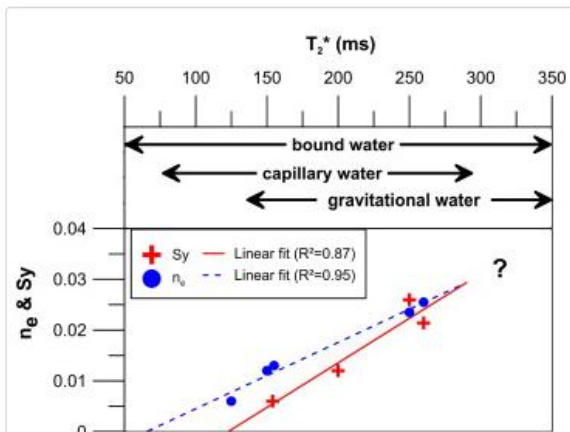 T2* (ms)
50 100 150 200 250 300 350
bound water
capillary water
gravitational water
0.04
Sy Linear fit (R²=0.87)
ne Linear fit (R²=0.95)
?
0.03
ne & Sy
0.02
0.01
0